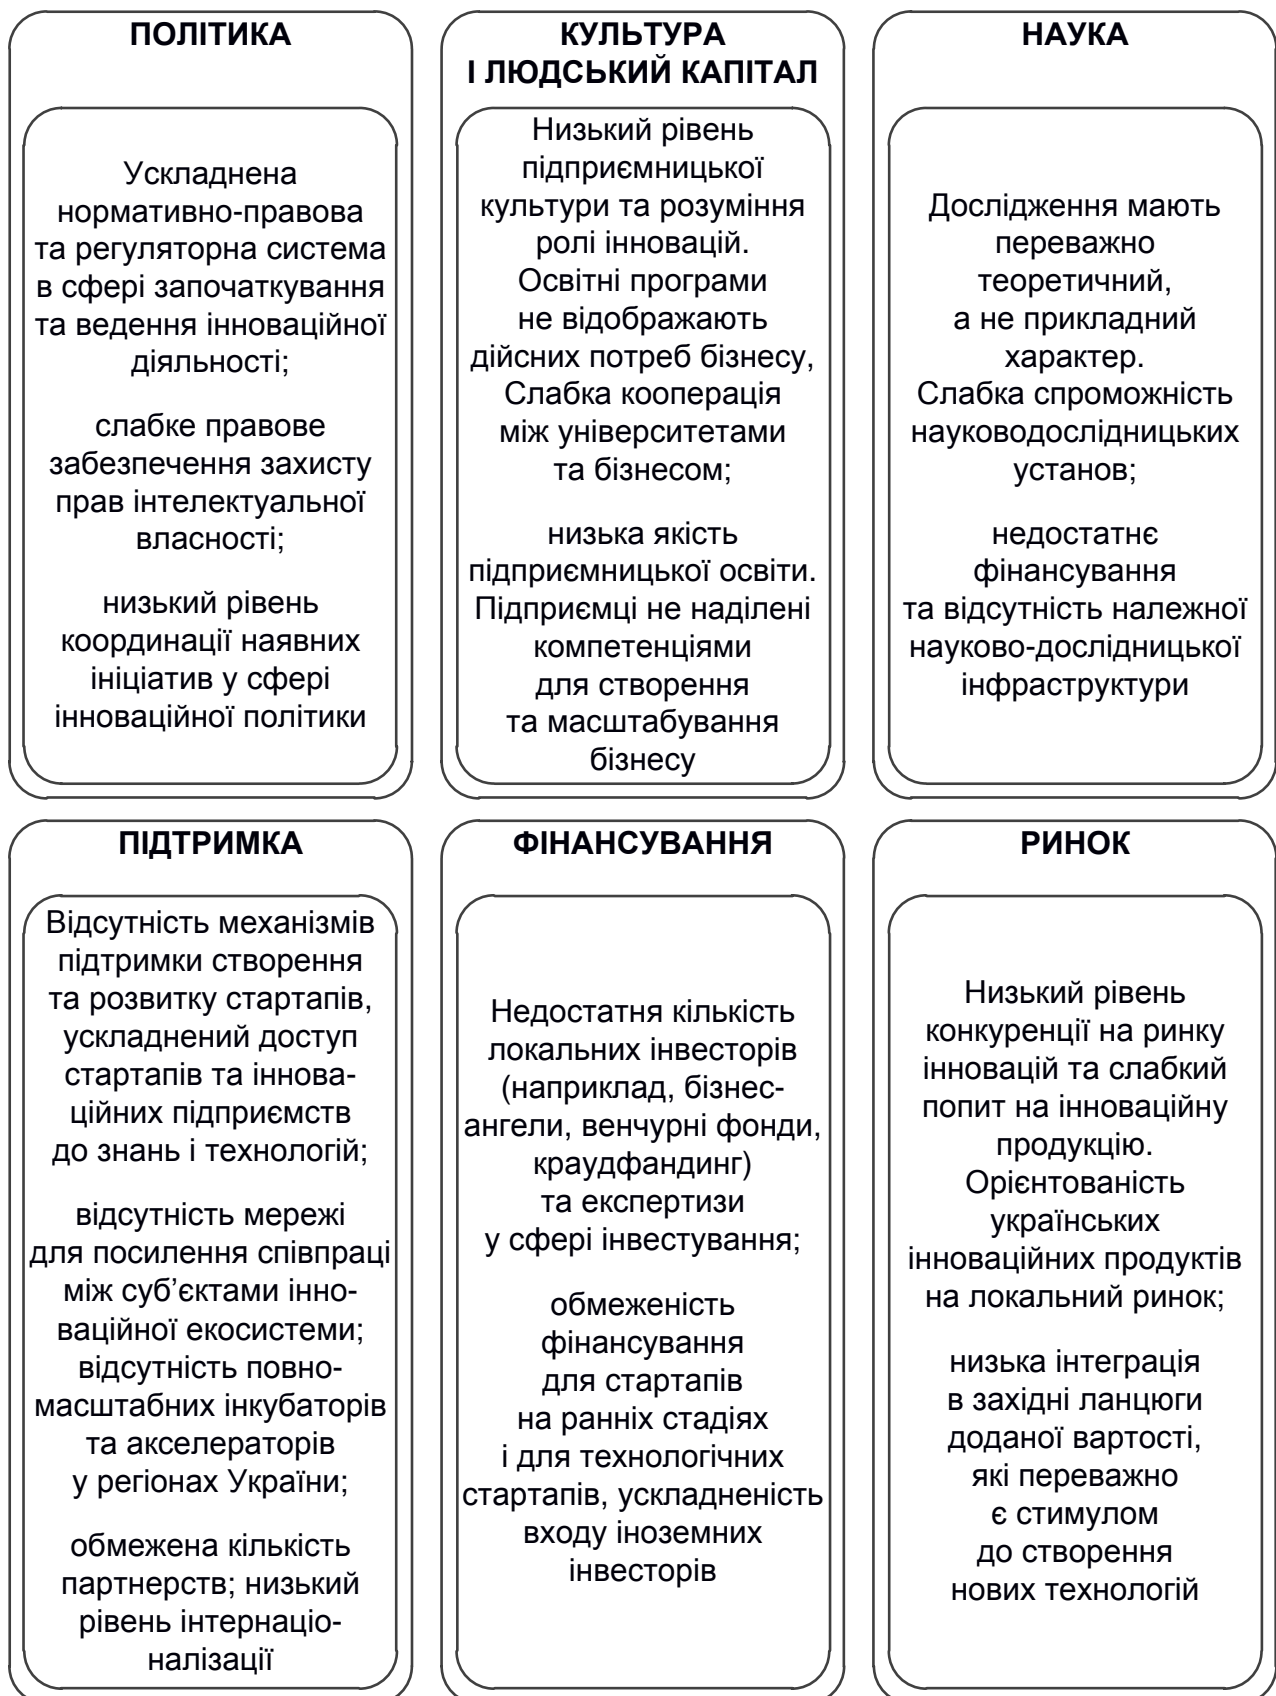 ПОЛІТИКА
Ускладнена
нормативно-правова
та регуляторна система
в сфері започаткування
та ведення інноваційної
діяльності;
слабке правове
забезпечення захисту
прав інтелектуальної
власності;
низький рівень
координації наявних
ініціатив у сфері
інноваційної політики
КУЛЬТУРА
І ЛЮДСЬКИЙ КАПІТАЛ
Низький рівень
підприємницької
культури та розуміння
ролі інновацій.
Освітні програми
не відображають
дійсних потреб бізнесу,
Слабка кооперація
між університетами
та бізнесом;
низька якість
підприємницької освіти.
Підприємці не наділені
компетенціями
для створення
та масштабування
бізнесу
НАУКА
Дослідження мають
переважно
теоретичний,
а не прикладний
характер.
Слабка спроможність
науководослідницьких
установ;
недостатнє
фінансування
та відсутність належної
науково-дослідницької
інфраструктури
ПІДТРИМКА
Відсутність механізмів
підтримки створення
та розвитку стартапів,
ускладнений доступ
стартапів та іннова-
ційних підприємств
до знань і технологій;
відсутність мережі
для посилення співпраці
між суб’єктами інно-
ваційної екосистеми;
відсутність повно-
масштабних інкубаторів
та акселераторів
у регіонах України;
обмежена кількість
партнерств; низький
рівень інтернаціо-
налізації
ФІНАНСУВАННЯ
Недостатня кількість
локальних інвесторів
(наприклад, бізнес-
ангели, венчурні фонди,
краудфандинг)
та експертизи
у сфері інвестування;
обмеженість
фінансування
для стартапів
на ранніх стадіях
і для технологічних
стартапів, ускладненість
входу іноземних
інвесторів
РИНОК
Низький рівень
конкуренції на ринку
інновацій та слабкий
попит на інноваційну
продукцію.
Орієнтованість
українських
інноваційних продуктів
на локальний ринок;
низька інтеграція
в західні ланцюги
доданої вартості,
які переважно
є стимулом
до створення
нових технологій